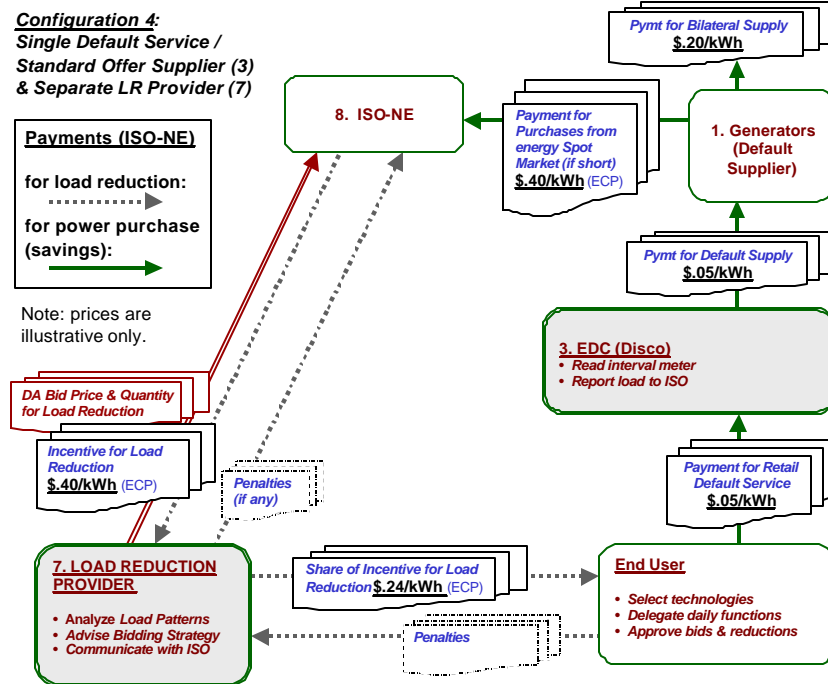 Configuration 4:
Single Default Service /
Standard Offer Supplier (3)
& Separate LR Provider (7)
Payments (ISO-NE)
for load reduction:
for power purchase
(savings):
Note: prices are
illustrative only.
8. ISO-NE
Pymt for Bilateral Supply
$.20/kWh
Payment for
Purchases from
energy Spot
Market (if short)
$.40/kWh (ECP)
1. Generators
(Default
Supplier)
Pymt for Default Supply
$.05/kWh
3. EDC (Disco)
• Read interval meter
• Report load to ISO
DA Bid Price & Quantity
for Load Reduction
Incentive for Load
Reduction
$.40/kWh (ECP)
Penalties
(if any)
Payment for Retail
Default Service
$.05/kWh
7. LOAD REDUCTION
PROVIDER
• Analyze Load Patterns
• Advise Bidding Strategy
• Communicate with ISO
Share of Incentive for Load
Reduction $.24/kWh (ECP)
Penalties
End User
• Select technologies
• Delegate daily functions
• Approve bids & reductions